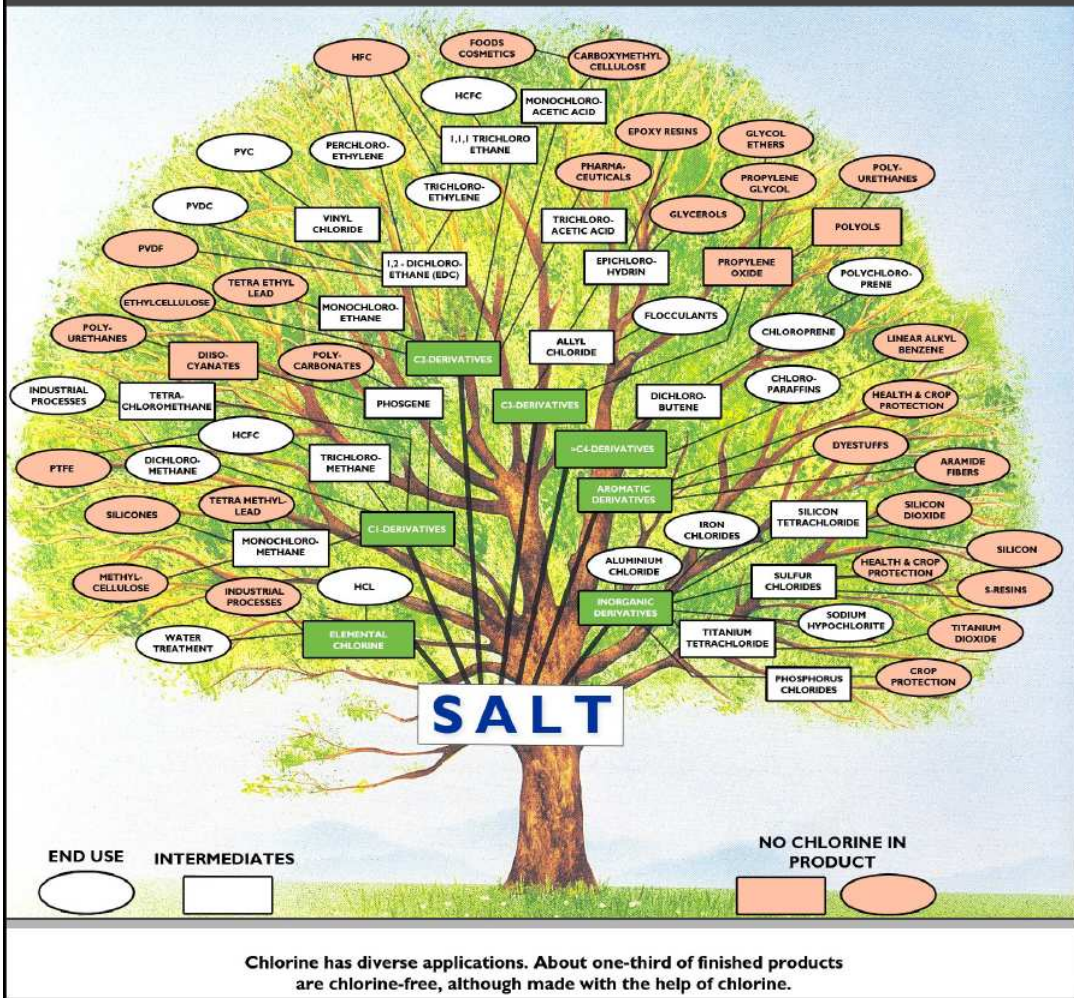 HFC
FOODS
COSMETICS
CARBOXYMETHYL
CELLULOSE
HCFC
MONOCHLORO-
ACETIC ACID
PVC
PERCHLORO-
ETHYLENE
1,1,1 TRICHLORO
ETHANE
EPOXY RESINS
GLYCOL
ETHERS
PHARMA-
CEUTICALS
PROPYLENE
GLYCOL
POLY-
URETHANES
PVDC
TRICHLORO-
ETHYLENE
VINYL
CHLORIDE
TRICHLORO-
ACETIC ACID
GLYCEROLS
POLYOLS
PVDF
1,2 - DICHLORO-
ETHANE (EDC)
EPICHLORO-
HYDRIN
PROPYLENE
OXIDE
POLYCHLORO-
PRENE
TETRA ETHYL
LEAD
ETHYLCELLULOSE
MONOCHLORO-
ETHANE
FLOCCULANTS
CHLOROPRENE
POLY-
URETHANES
DIISO-
CYANATES
POLY-
CARBONATES
C2-DERIVATIVES
ALLYL
CHLORIDE
LINEAR ALKYL
BENZENE
INDUSTRIAL
PROCESSES
TETRA-
CHLOROMETHANE
PHOSGENE
C3-DERIVATIVES
DICHLORO-
BUTENE
CHLORO-
PARAFFINS
HEALTH & CROP
PROTECTION
HCFC
>C4-DERIVATIVES
DYESTUFFS
PTFE
DICHLORO-
METHANE
TRICHLORO-
METHANE
AROMATIC
DERIVATIVES
ARAMIDE
FIBERS
SILICONES
TETRA METHYL-
LEAD
C1-DERIVATIVES
IRON
CHLORIDES
SILICON
TETRACHLORIDE
SILICON
DIOXIDE
MONOCHLORO-
METHANE
SILICON
METHYL-
CELLULOSE
INDUSTRIAL
PROCESSES
HCL
ALUMINIUM
CHLORIDE
SULFUR
CHLORIDES
HEALTH & CROP
PROTECTION
S-RESINS
INORGANIC
DERIVATIVES
SODIUM
HYPOCHLORITE
WATER
TREATMENT
ELEMENTAL
CHLORINE
TITANIUM
TETRACHLORIDE
TITANIUM
DIOXIDE
PHOSPHORUS
CHLORIDES
CROP
PROTECTION
SALT
END USE
INTERMEDIATES
NO CHLORINE IN
PRODUCT
Chlorine has diverse applications. About one-third of finished products
are chlorine-free, although made with the help of chlorine.